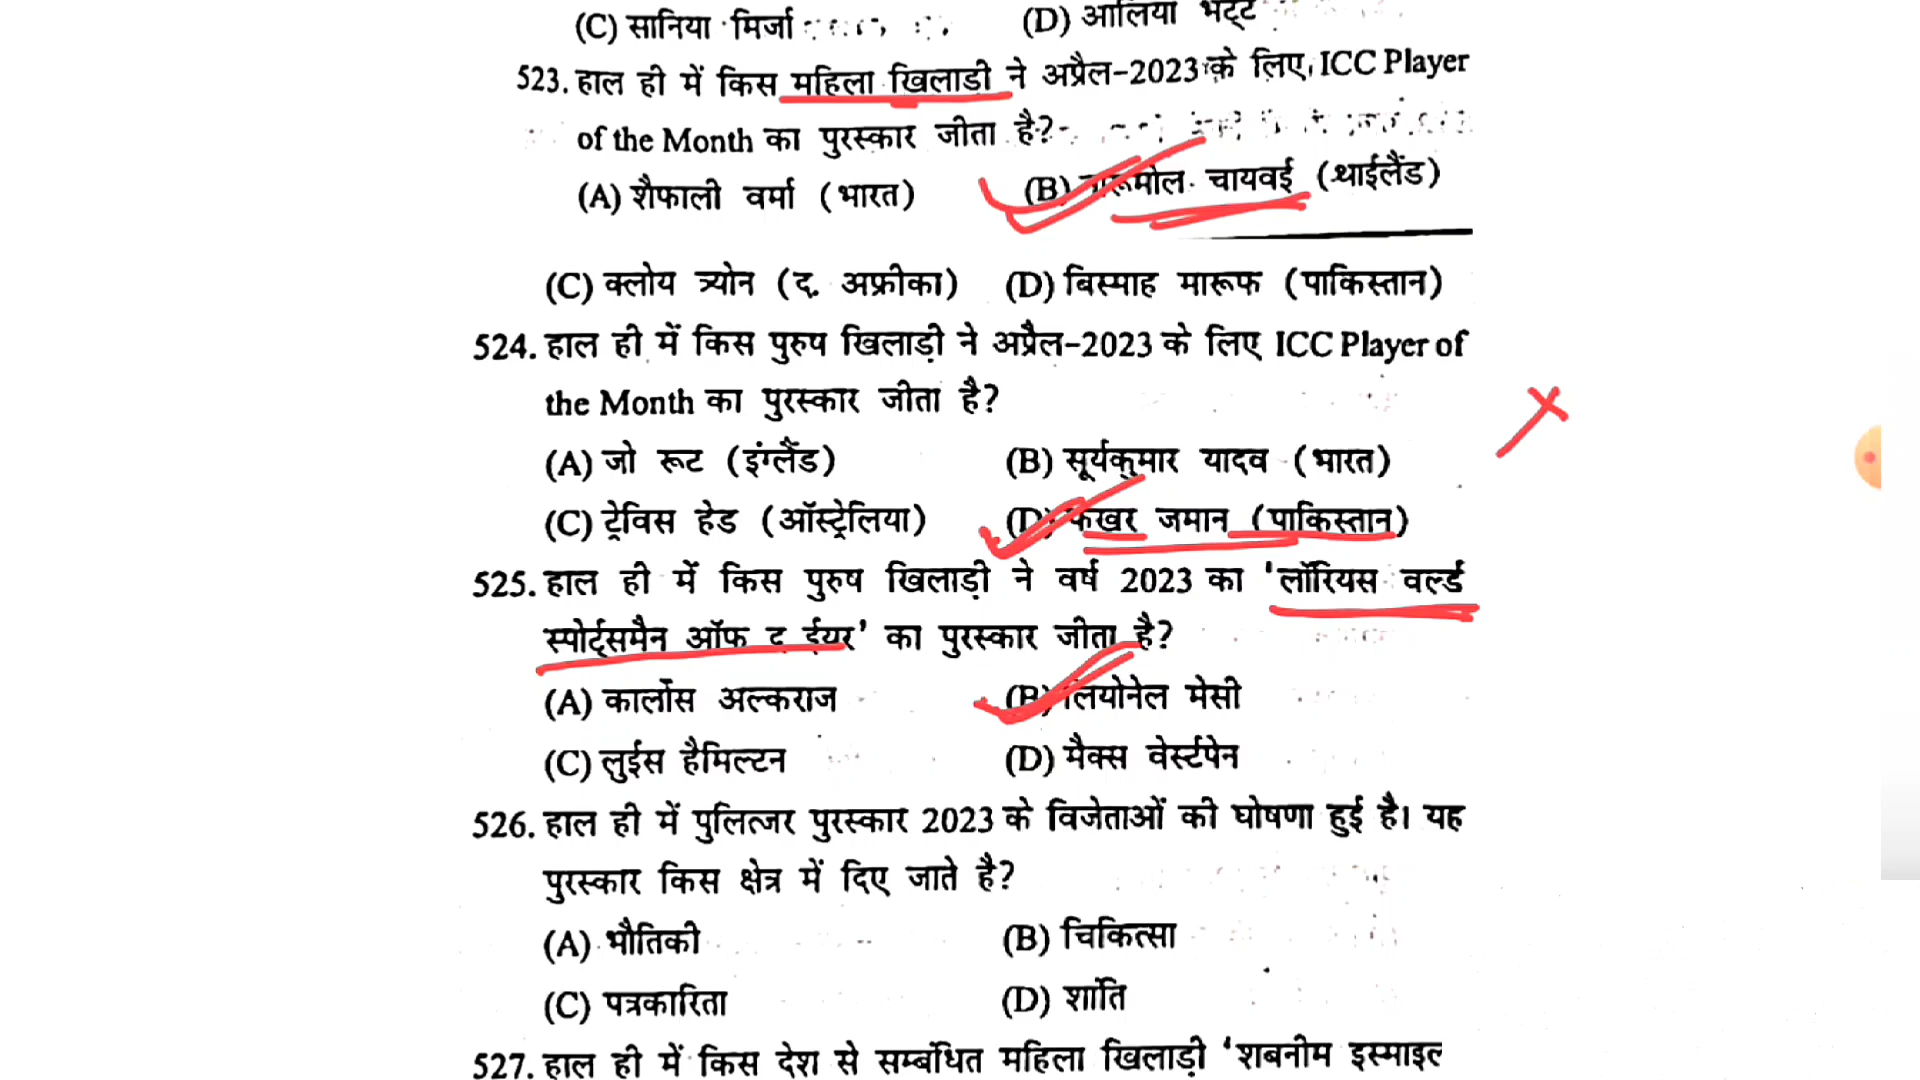 (C) सानिया मिर्जा (D) आलिया भट्ट
523. हाल ही में किस महिला खिलाडी ने अप्रैल-2023 के लिए ICC Player
of the Month का पुरस्कार जीता है?
(A) शैफाली वर्मा (भारत) (B) चायवई (थाईलैंड)
(C) क्लोय त्र्योन (द. अफ्रीका) (D) बिस्माह मारूफ (पाकिस्तान)
524. हाल ही में किस पुरुष खिलाड़ी ने अप्रैल-2023 के लिए ICC Player of
the Month का पुरस्कार जीता है?
(A) जो रूट (इंग्लैंड) (B) सूर्यकुमार यादव (भारत)
(C) ट्रेविस हेड (ऑस्ट्रेलिया) (D) फखर जमान (पाकिस्तान)
525. हाल ही में किस पुरुष खिलाड़ी ने वर्ष 2023 का 'लॉरियस वर्ल्ड
स्पोर्ट्समैन ऑफ द ईयर' का पुरस्कार जीता है?
(A) कार्लोस अल्कराज (B) लियोनेल मेसी
(C) लुईस हैमिल्टन (D) मैक्स वेर्स्टपेन
526. हाल ही में पुलित्जर पुरस्कार 2023 के विजेताओं की घोषणा हुई है। यह
पुरस्कार किस क्षेत्र में दिए जाते है?
(A) भौतिकी (B) चिकित्सा
(C) पत्रकारिता (D) शांति
527. हाल ही में किस देश से सम्बंधित महिला खिलाड़ी 'शबनीम इस्माइल